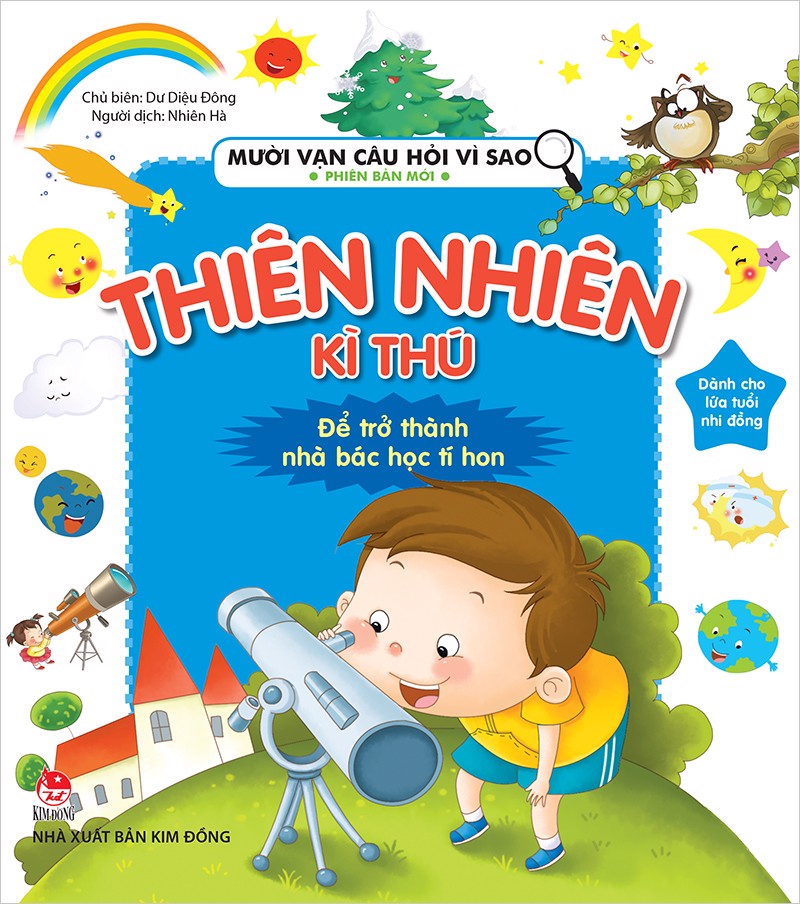 Chủ biên: Dư Diệu Đông
Người dịch: Nhiên Hà
MƯỜI VẠN CÂU HỎI VÌ SAO
• PHIÊN BẢN MỚI •
THIÊN NHIÊN
KÌ THÚ
Để trở thành
nhà bác học tí hon
Dành cho
lứa tuổi
nhi đồng
KIM ĐỒNG
NHÀ XUẤT BẢN KIM ĐỒNG